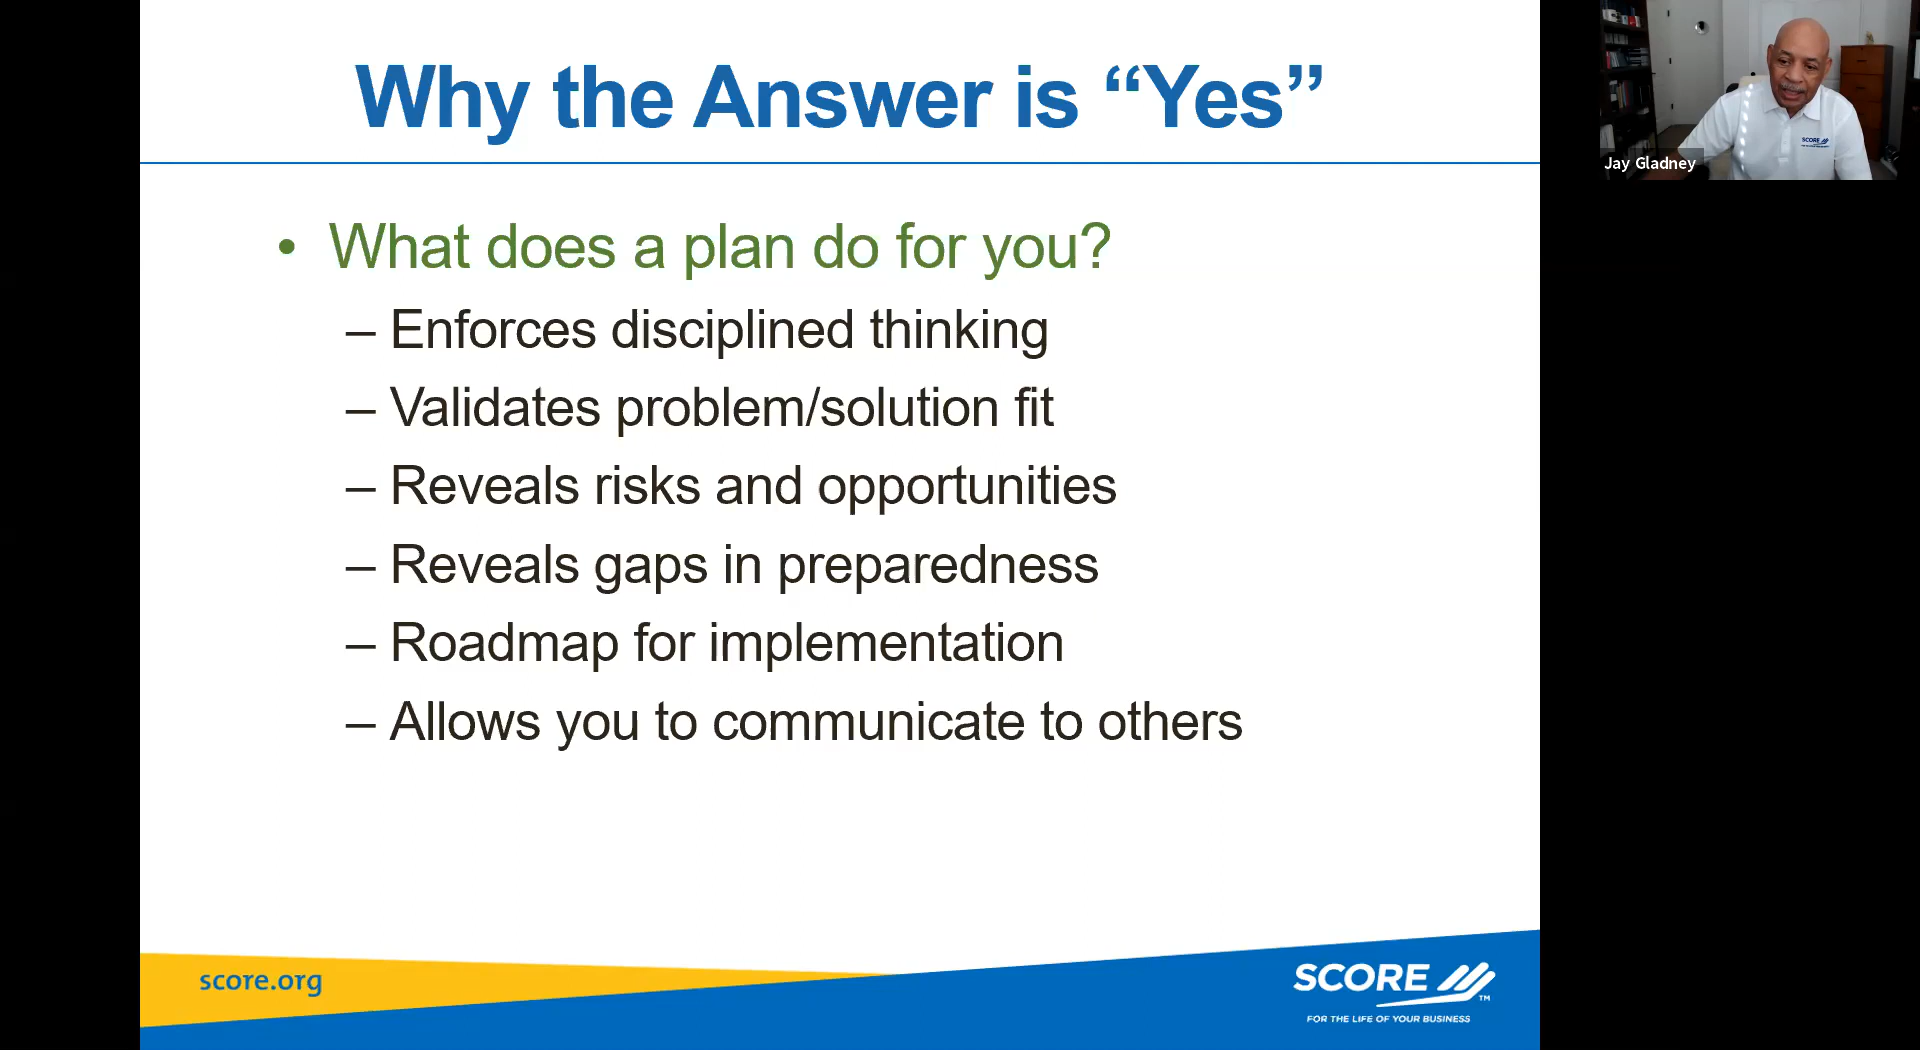 Why the Answer is “Yes”
• What does a plan do for you?
– Enforces disciplined thinking
– Validates problem/solution fit
– Reveals risks and opportunities
– Reveals gaps in preparedness
– Roadmap for implementation
– Allows you to communicate to others
score.org
SCORE
TM
FOR THE LIFE OF YOUR BUSINESS
SCORE
Jay Gladney